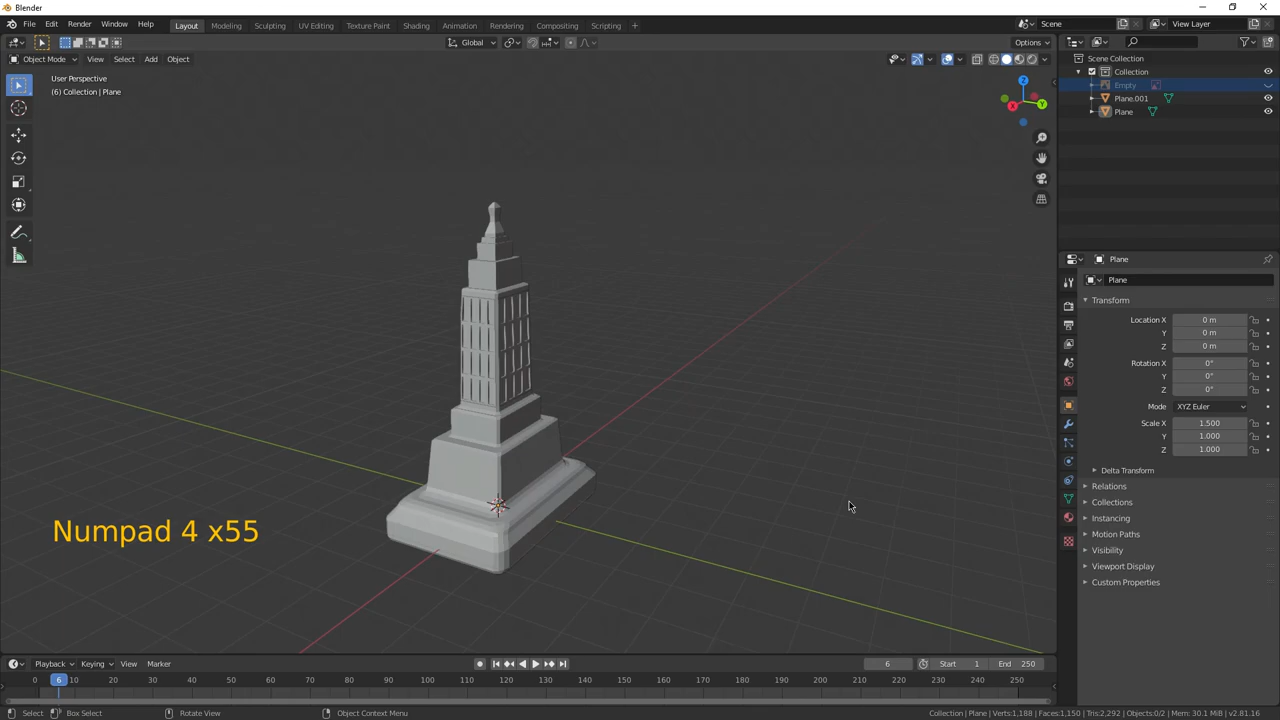 Blender
File Edit Render Window Help Layout Modeling Sculpting UV Editing Texture Paint Shading Animation Rendering Compositing Scripting + Scene View Layer
Global Options
Object Mode View Select Add Object
User Perspective
(6) Collection | Plane
Z
Y
X
Numpad 4 x55
Scene Collection
Collection
Empty
Plane.001
Plane
Plane
Plane
Transform
Location X 0 m
Y 0 m
Z 0 m
Rotation X 0°
Y 0°
Z 0°
Mode XYZ Euler
Scale X 1.500
Y 1.000
Z 1.000
Delta Transform
Relations
Collections
Instancing
Motion Paths
Visibility
Viewport Display
Custom Properties
Playback Keying View Marker 6 Start 1 End 250
0 6 10 20 30 40 50 60 70 80 90 100 110 120 130 140 150 160 170 180 190 200 210 220 230 240 250
Select Box Select Rotate View Object Context Menu Collection | Plane | Verts:1,188 | Faces:1,150 | Tris:2,292 | Objects:0/2 | Mem: 30.1 MiB | v2.81.16